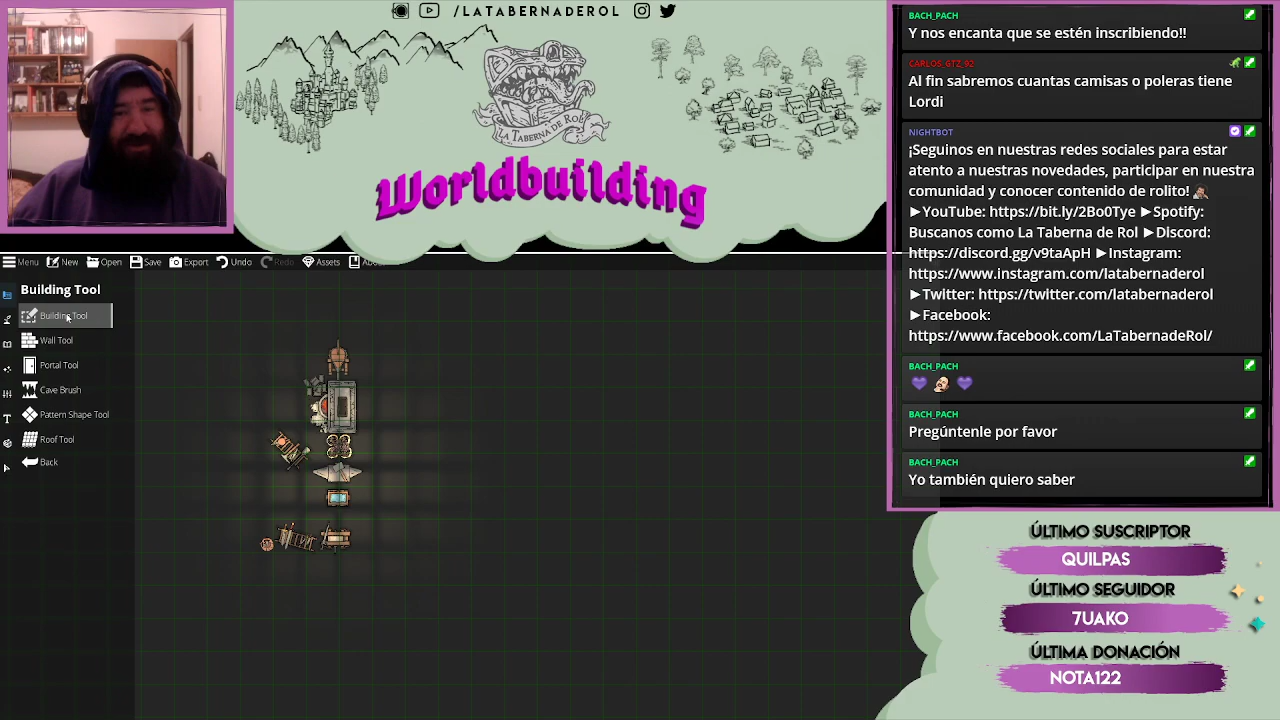 /LATABERNADEROL
LA TABERNA DE ROL
Worldbuilding
Menu New Open Save Export Undo Redo Assets
Building Tool
Building Tool
Wall Tool
Portal Tool
Cave Brush
Pattern Shape Tool
Roof Tool
Back
BACH_PACH
Y nos encanta que se estén inscribiendo!!
CARLOS_GTZ_92
Al fin sabremos cuantas camisas o poleras tiene
Lordi
NIGHTBOT
¡Seguinos en nuestras redes sociales para estar
atento a nuestras novedades, participar en nuestra
comunidad y conocer contenido de rolito!
►YouTube: https://bit.ly/2Bo0Tye ►Spotify:
Buscanos como La Taberna de Rol ►Discord:
https://discord.gg/v9taApH ►Instagram:
https://www.instagram.com/latabernaderol
►Twitter: https://twitter.com/latabernaderol
►Facebook:
https://www.facebook.com/LaTabernadeRol/
BACH_PACH
BACH_PACH
Pregúntenle por favor
BACH_PACH
Yo también quiero saber
ÚLTIMO SUSCRIPTOR
QUILPAS
ÚLTIMO SEGUIDOR
7UAKO
ÚLTIMA DONACIÓN
NOTA122